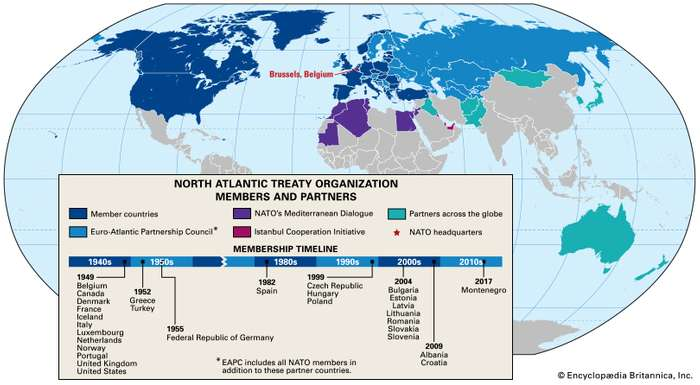 Brussels, Belgium
NORTH ATLANTIC TREATY ORGANIZATION
MEMBERS AND PARTNERS
Member countries
NATO's Mediterranean Dialogue
Partners across the globe
Euro-Atlantic Partnership Council*
Istanbul Cooperation Initiative
NATO headquarters
MEMBERSHIP TIMELINE
1940s
1950s
1980s
1990s
2000s
2010s
1949
Belgium
Canada
Denmark
France
Iceland
Italy
Luxembourg
Netherlands
Norway
Portugal
United Kingdom
United States
1952
Greece
Turkey
1955
Federal Republic of Germany
1982
Spain
1999
Czech Republic
Hungary
Poland
2004
Bulgaria
Estonia
Latvia
Lithuania
Romania
Slovakia
Slovenia
2009
Albania
Croatia
2017
Montenegro
* EAPC includes all NATO members in
addition to these partner countries.
© Encyclopædia Britannica, Inc.